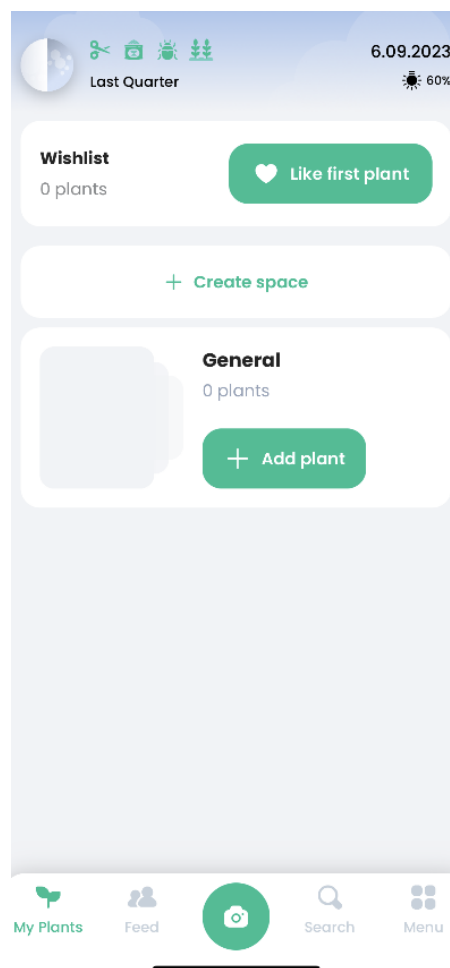 6.09.2023
Last Quarter
60%
Wishlist
0 plants
Like first plant
+ Create space
General
0 plants
+ Add plant
My Plants
Feed
Search
Menu